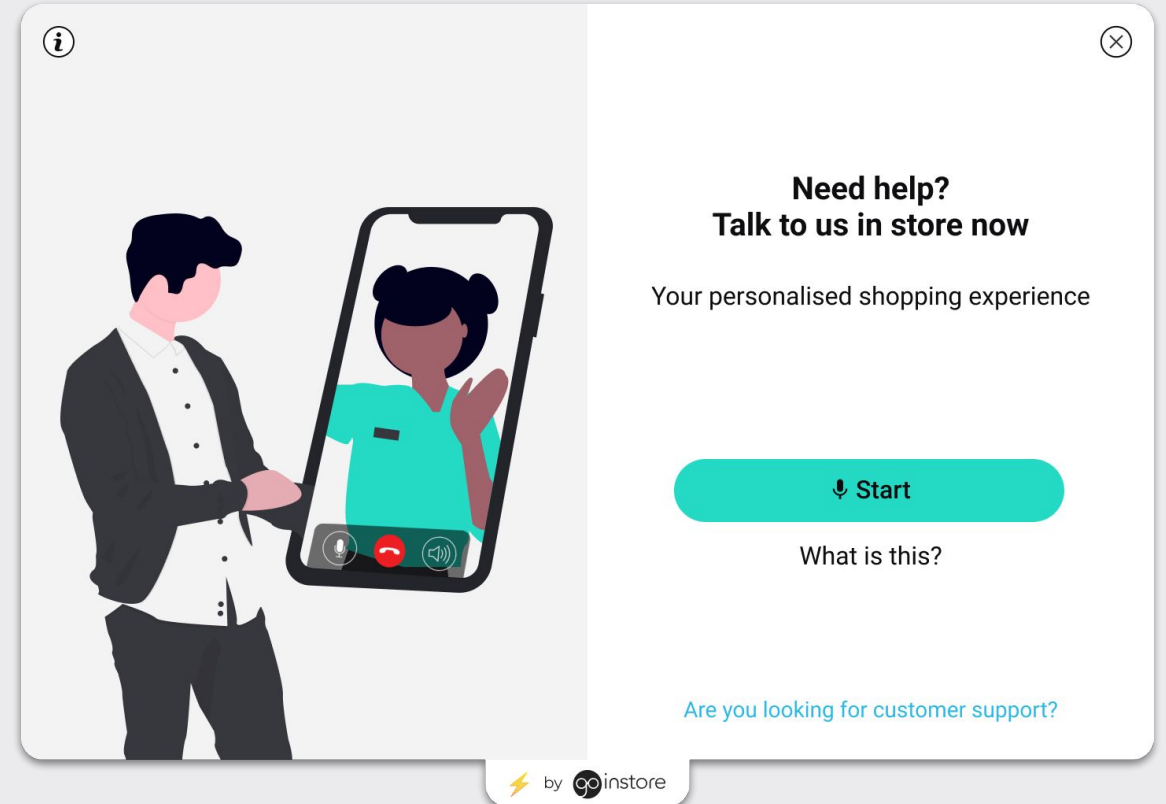 Need help?
Talk to us in store now
Your personalised shopping experience
Start
What is this?
Are you looking for customer support?
by goinstore